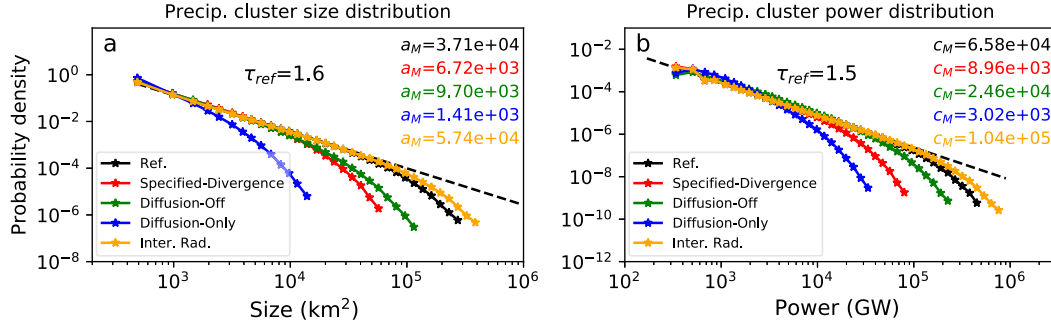 Precip. cluster size distribution
a
a_M=3.71e+04
a_M=6.72e+03
a_M=9.70e+03
a_M=1.41e+03
a_M=5.74e+04
τ_ref=1.6
Probability density
10^0
10^-2
10^-4
10^-6
10^-8
Ref.
Specified-Divergence
Diffusion-Off
Diffusion-Only
Inter. Rad.
10^3
10^4
10^5
10^6
Size (km^2)
Precip. cluster power distribution
b
c_M=6.58e+04
c_M=8.96e+03
c_M=2.46e+04
c_M=3.02e+03
c_M=1.04e+05
τ_ref=1.5
10^-2
10^-4
10^-6
10^-8
10^-10
10^-12
Ref.
Specified-Divergence
Diffusion-Off
Diffusion-Only
Inter. Rad.
10^2
10^3
10^4
10^5
10^6
Power (GW)